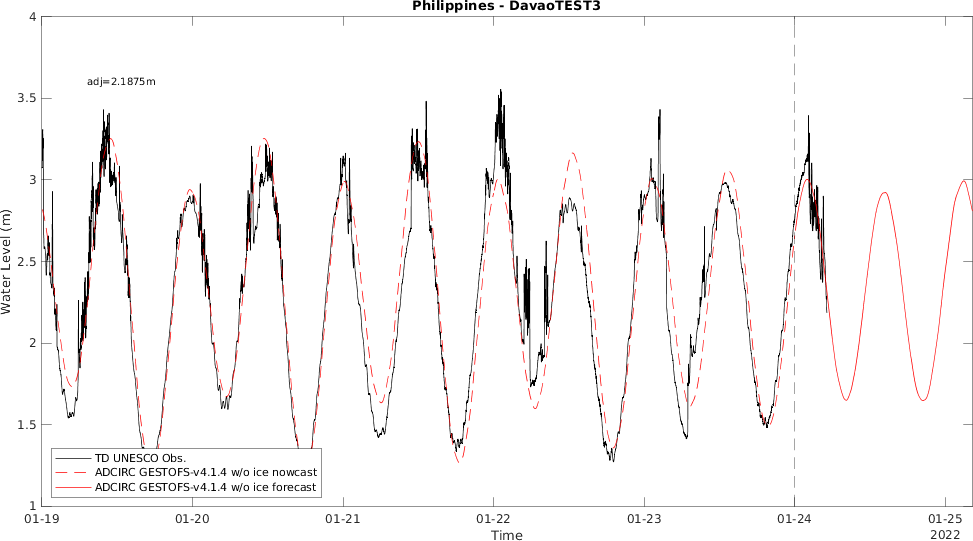 Philippines - DavaoTEST3
4
3.5
3
2.5
2
1.5
1
Water Level (m)
adj=2.1875m
TD UNESCO Obs.
ADCIRC GESTOFS-v4.1.4 w/o ice nowcast
ADCIRC GESTOFS-v4.1.4 w/o ice forecast
01-19 01-20 01-21 01-22 01-23 01-24 01-25
Time
2022